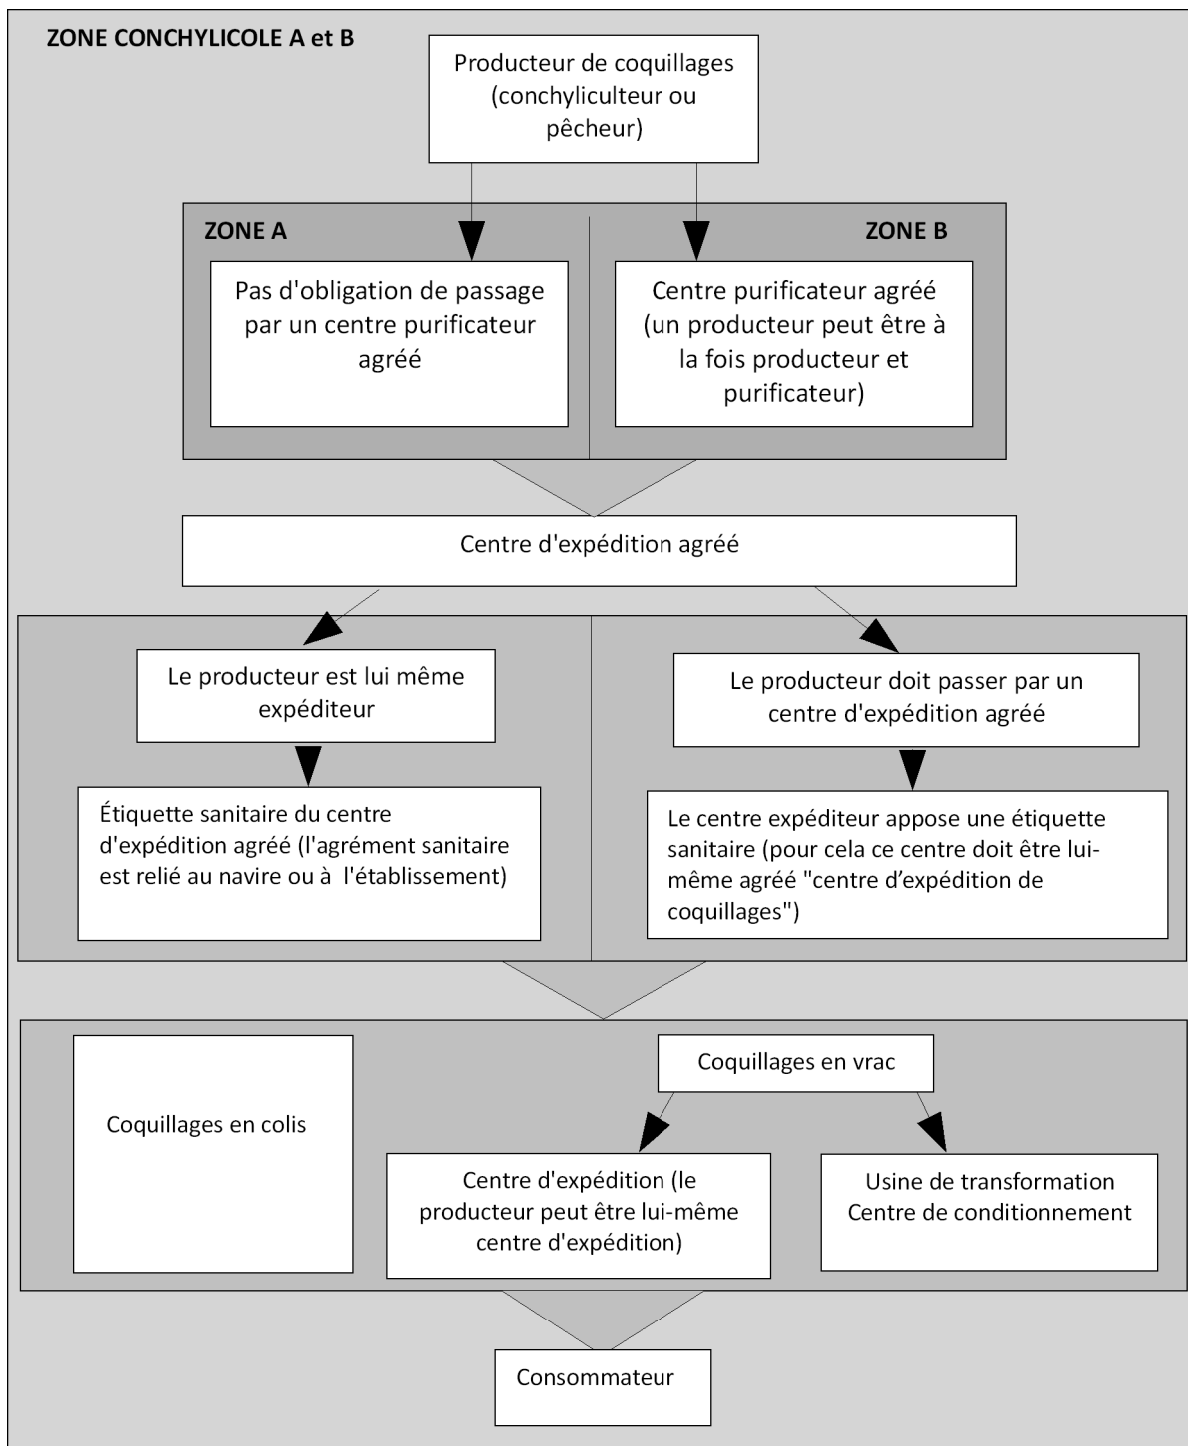 ZONE CONCHYLICOLE A et B
Producteur de coquillages
(conchyliculteur ou
pêcheur)
ZONE A
ZONE B
Pas d'obligation de passage
par un centre purificateur
agréé
Centre purificateur agréé
(un producteur peut être à
la fois producteur et
purificateur)
Centre d'expédition agréé
Le producteur est lui même
expéditeur
Le producteur doit passer par un
centre d'expédition agréé
Étiquette sanitaire du centre
d'expédition agréé (l'agrément sanitaire
est relié au navire ou à l'établissement)
Le centre expéditeur appose une étiquette
sanitaire (pour cela ce centre doit être lui-
même agréé "centre d’expédition de
coquillages")
Coquillages en colis
Coquillages en vrac
Centre d'expédition (le
producteur peut être lui-même
centre d'expédition)
Usine de transformation
Centre de conditionnement
Consommateur